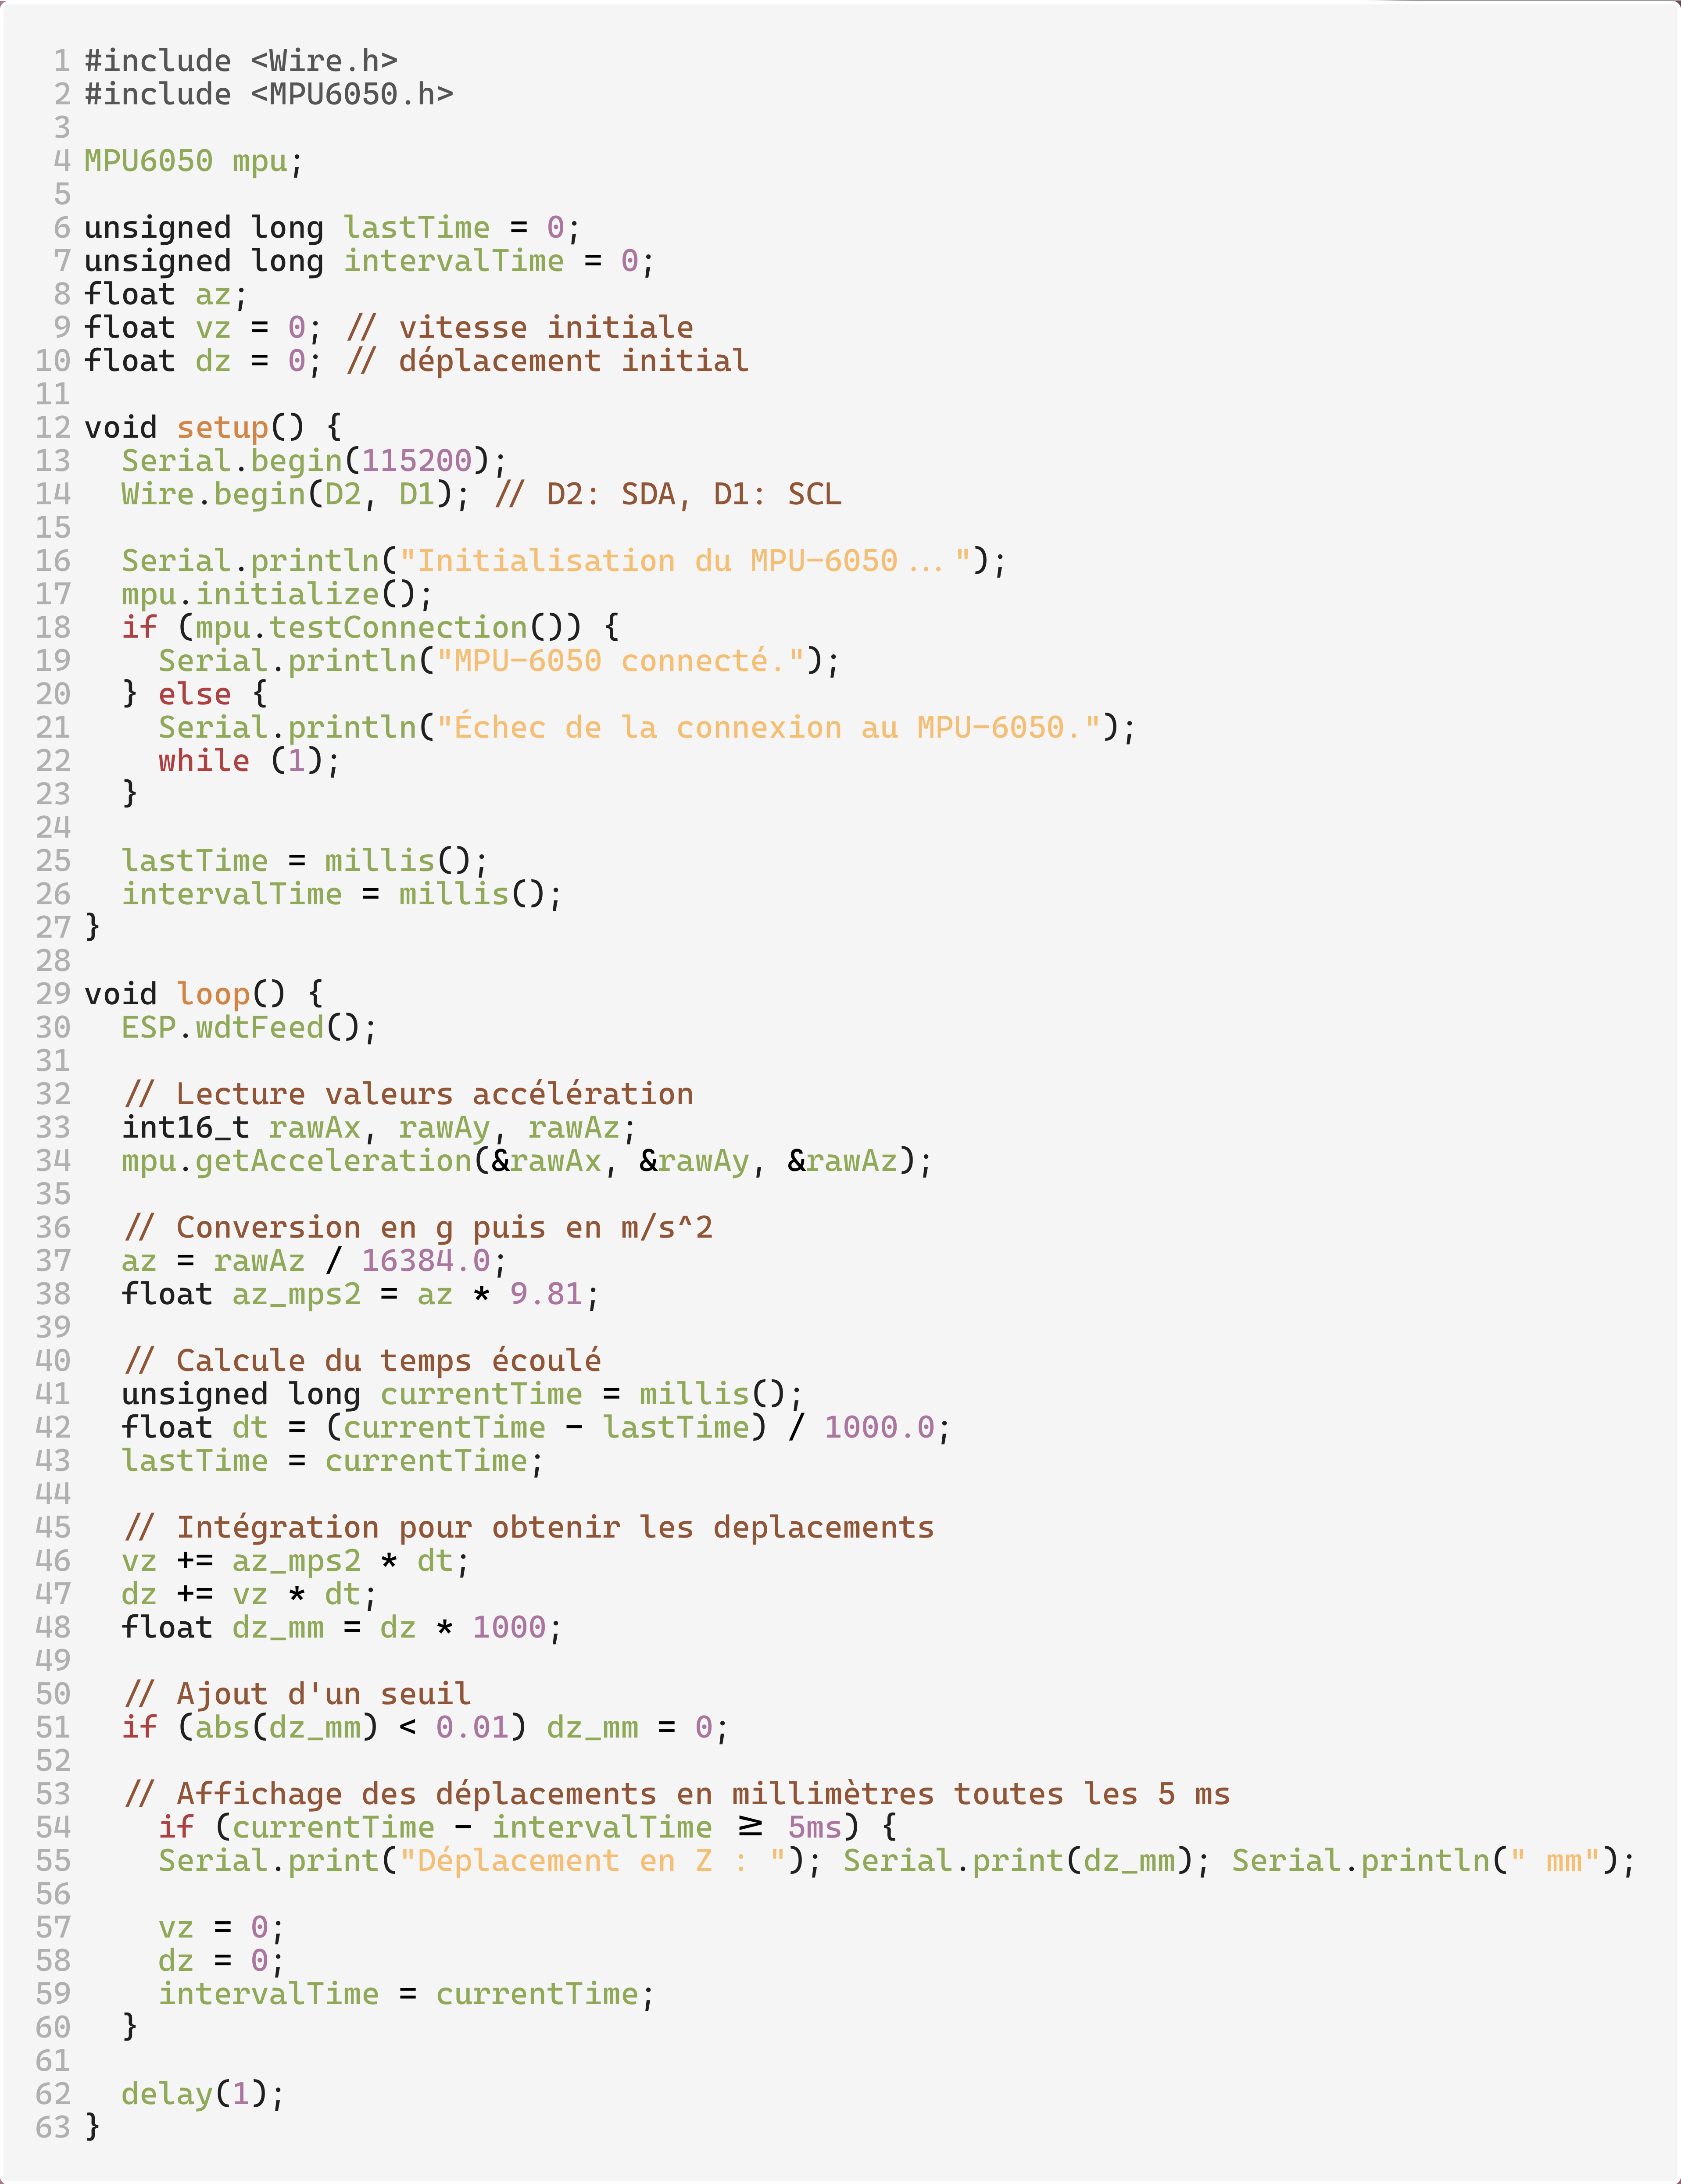 1 #include <Wire.h>
2 #include <MPU6050.h>
3
4 MPU6050 mpu;
5
6 unsigned long lastTime = 0;
7 unsigned long intervalTime = 0;
8 float az;
9 float vz = 0; // vitesse initiale
10 float dz = 0; // déplacement initial
11
12 void setup() {
13   Serial.begin(115200);
14   Wire.begin(D2, D1); // D2: SDA, D1: SCL
15
16   Serial.println("Initialisation du MPU-6050...");
17   mpu.initialize();
18   if (mpu.testConnection()) {
19     Serial.println("MPU-6050 connecté.");
20   } else {
21     Serial.println("Échec de la connexion au MPU-6050.");
22     while (1);
23   }
24
25   lastTime = millis();
26   intervalTime = millis();
27 }
28
29 void loop() {
30   ESP.wdtFeed();
31
32   // Lecture valeurs accélération
33   int16_t rawAx, rawAy, rawAz;
34   mpu.getAcceleration(&rawAx, &rawAy, &rawAz);
35
36   // Conversion en g puis en m/s^2
37   az = rawAz / 16384.0;
38   float az_mps2 = az * 9.81;
39
40   // Calcule du temps écoulé
41   unsigned long currentTime = millis();
42   float dt = (currentTime - lastTime) / 1000.0;
43   lastTime = currentTime;
44
45   // Intégration pour obtenir les deplacements
46   vz += az_mps2 * dt;
47   dz += vz * dt;
48   float dz_mm = dz * 1000;
49
50   // Ajout d'un seuil
51   if (abs(dz_mm) < 0.01) dz_mm = 0;
52
53   // Affichage des déplacements en millimètres toutes les 5 ms
54     if (currentTime - intervalTime ≥ 5ms) {
55     Serial.print("Déplacement en Z : "); Serial.print(dz_mm); Serial.println(" mm");
56
57     vz = 0;
58     dz = 0;
59     intervalTime = currentTime;
60   }
61
62   delay(1);
63 }